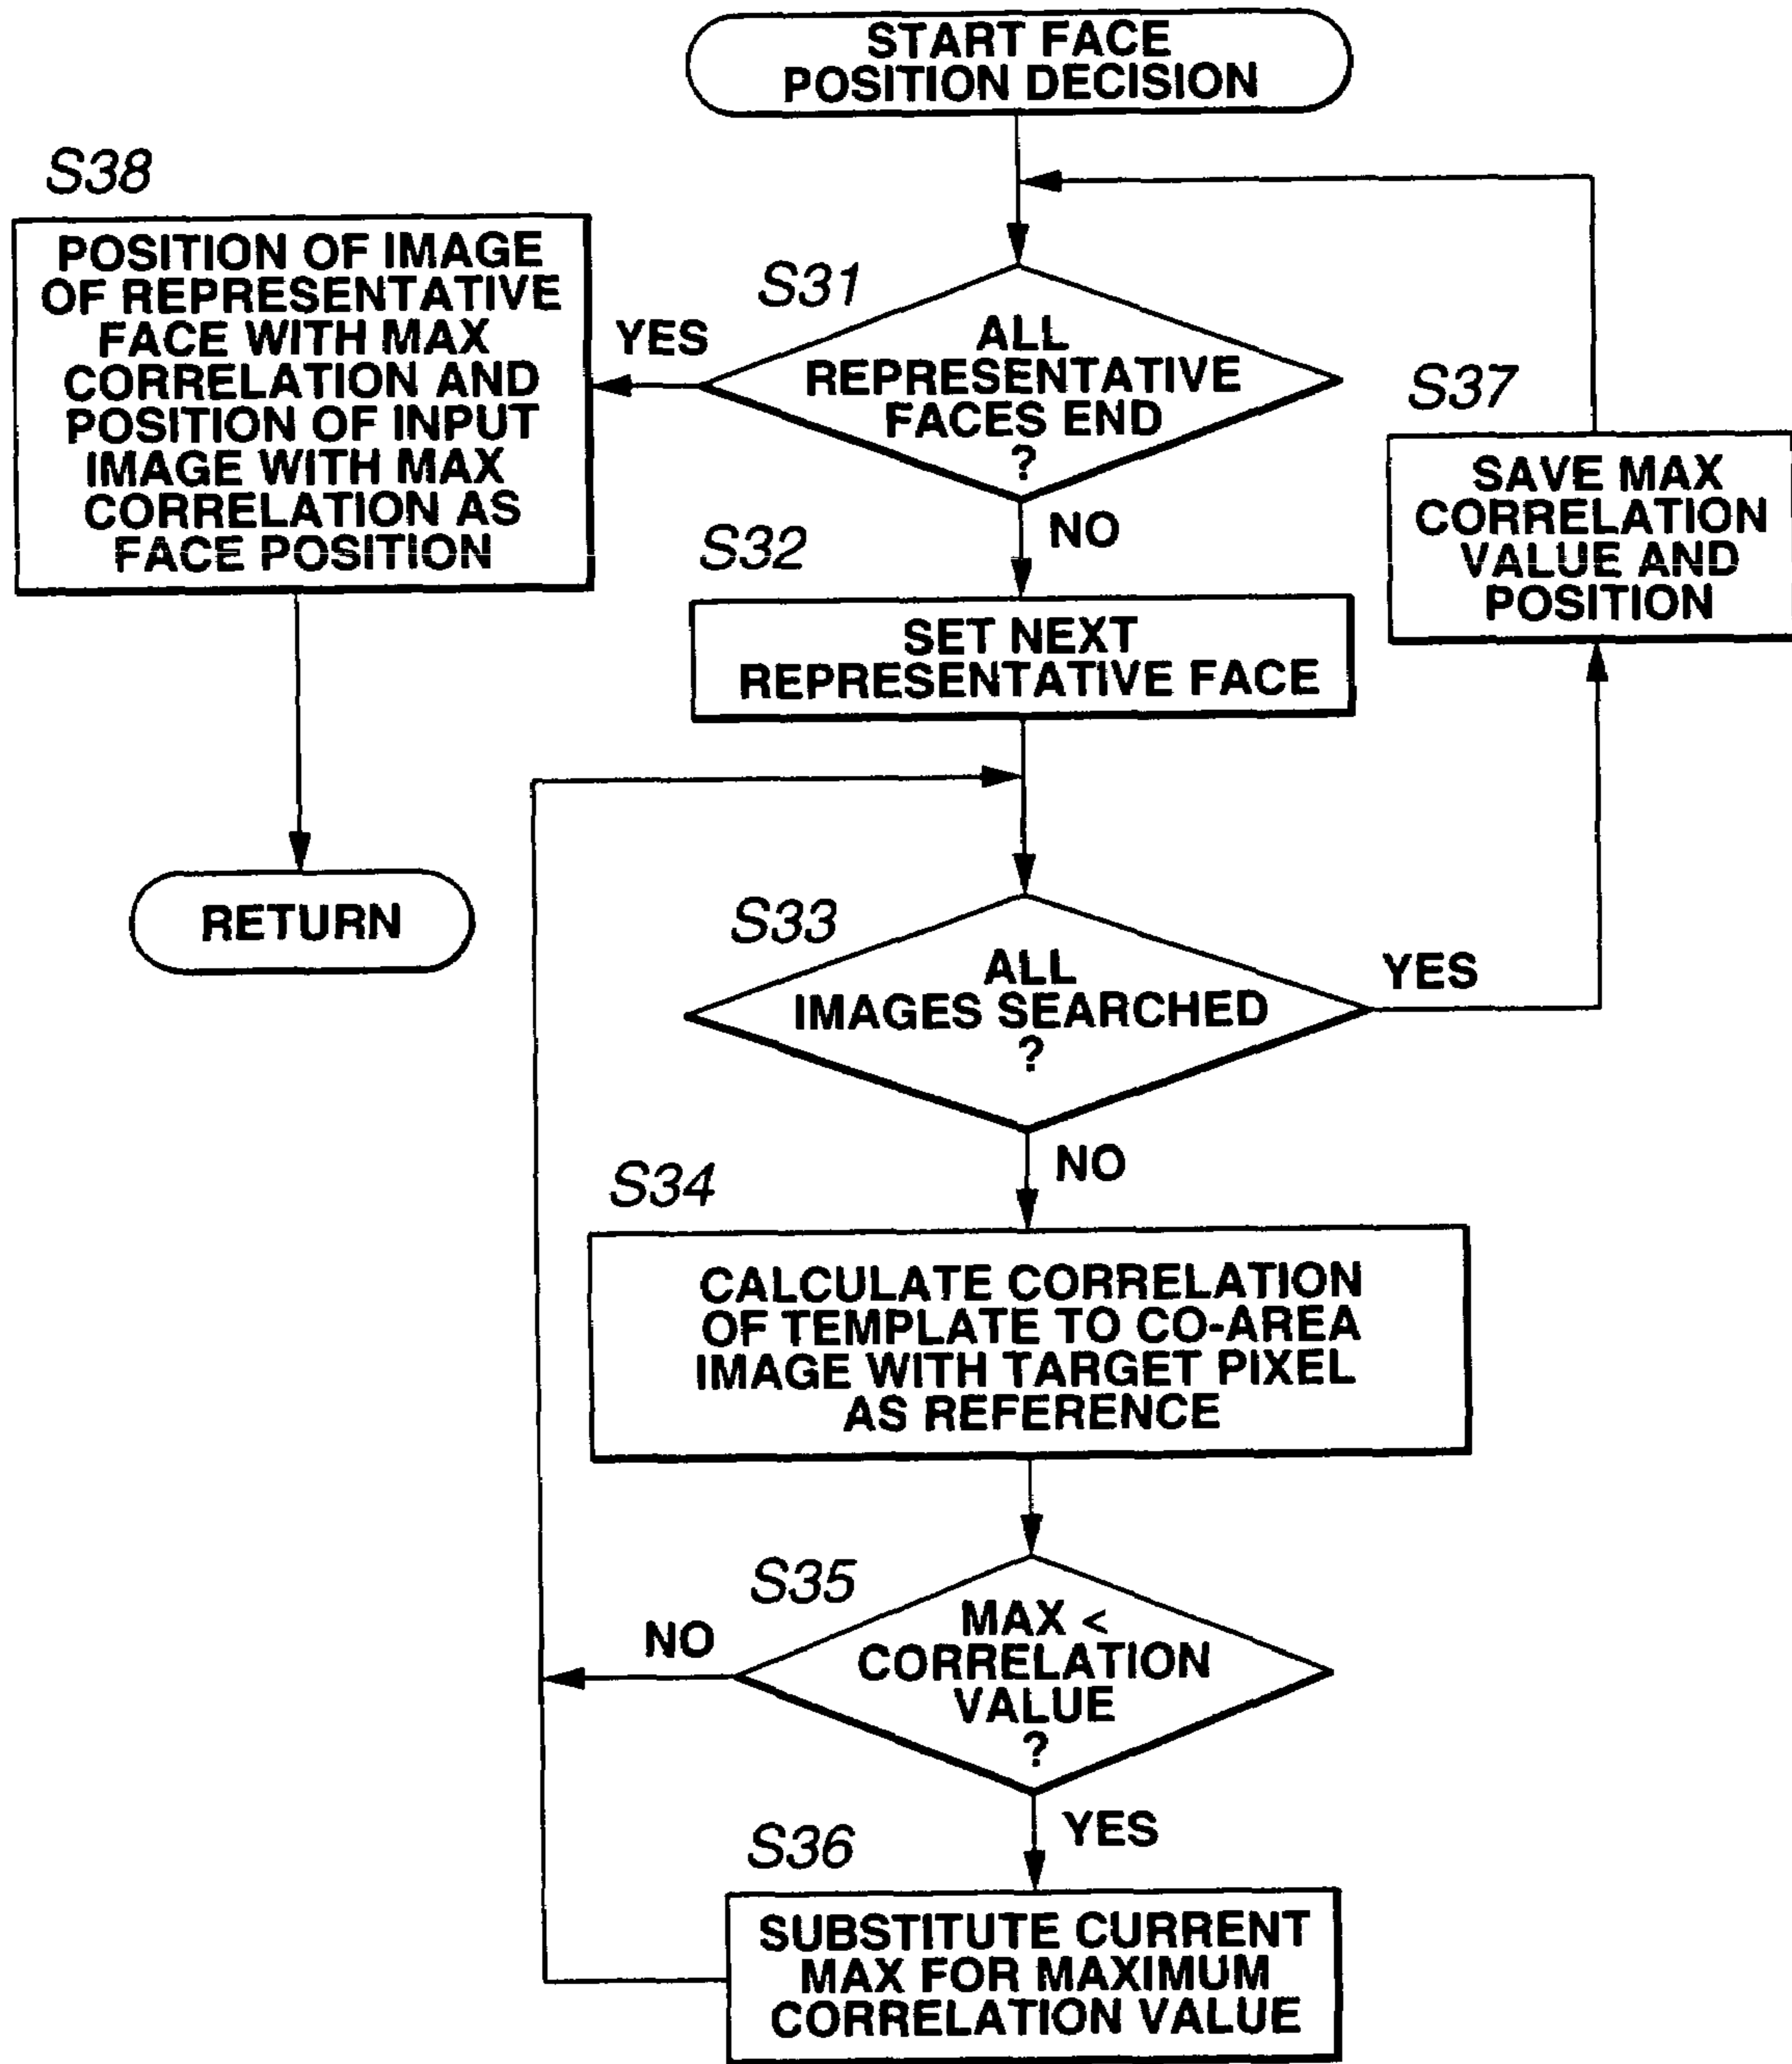 START FACE
POSITION DECISION
S38
POSITION OF IMAGE
OF REPRESENTATIVE
FACE WITH MAX
CORRELATION AND
POSITION OF INPUT
IMAGE WITH MAX
CORRELATION AS
FACE POSITION
S31
YES
ALL
REPRESENTATIVE
FACES END
?
NO
S37
SAVE MAX
CORRELATION
VALUE AND
POSITION
S32
SET NEXT
REPRESENTATIVE FACE
RETURN
S33
ALL
IMAGES SEARCHED
?
YES
NO
S34
CALCULATE CORRELATION
OF TEMPLATE TO CO-AREA
IMAGE WITH TARGET PIXEL
AS REFERENCE
S35
NO
MAX <
CORRELATION
VALUE
?
YES
S36
SUBSTITUTE CURRENT
MAX FOR MAXIMUM
CORRELATION VALUE